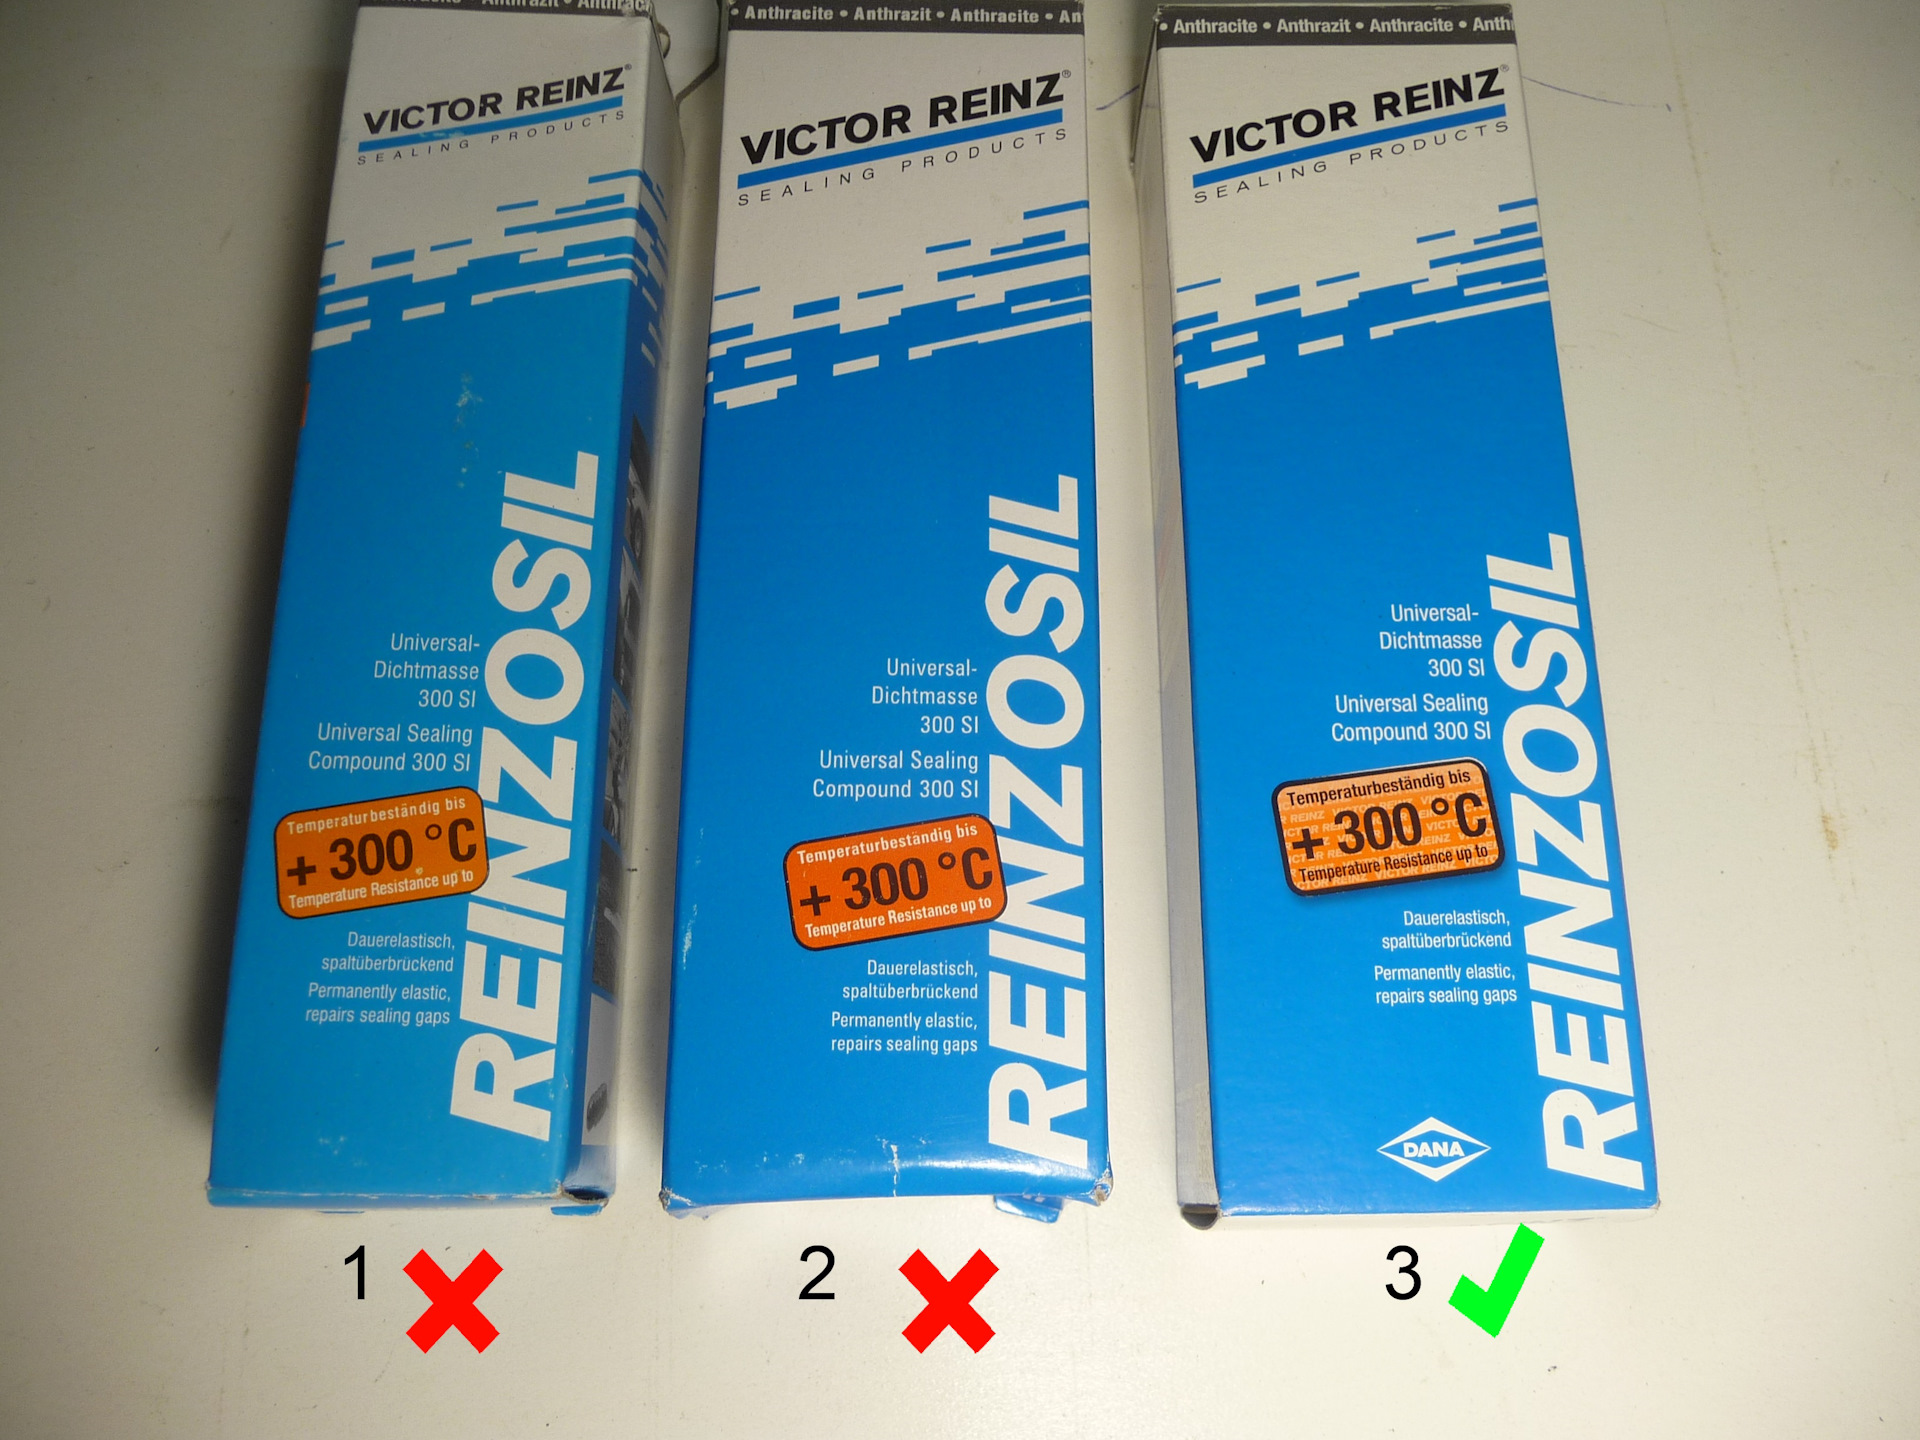 Anthracite • Anthrazit • Anthraci
VICTOR REINZ®
SEALING PRODUCTS
REINZOSIL
Universal-
Dichtmasse
300 SI
Universal Sealing
Compound 300 SI
Temperaturbeständig bis
+ 300 °C
Temperature Resistance up to
Dauerelastisch,
spaltüberbrückend
Permanently elastic,
repairs sealing gaps
1
• Anthracite • Anthrazit • Anthracite • An
VICTOR REINZ®
SEALING PRODUCTS
REINZOSIL
Universal-
Dichtmasse
300 SI
Universal Sealing
Compound 300 SI
Temperaturbeständig bis
+ 300 °C
Temperature Resistance up to
Dauerelastisch,
spaltüberbrückend
Permanently elastic,
repairs sealing gaps
2
• Anthracite • Anthrazit • Anthracite • Anth
VICTOR REINZ®
SEALING PRODUCTS
REINZOSIL
Universal-
Dichtmasse
300 SI
Universal Sealing
Compound 300 SI
Temperaturbeständig bis
+ 300 °C
Temperature Resistance up to
Dauerelastisch,
spaltüberbrückend
Permanently elastic,
repairs sealing gaps
DANA
3